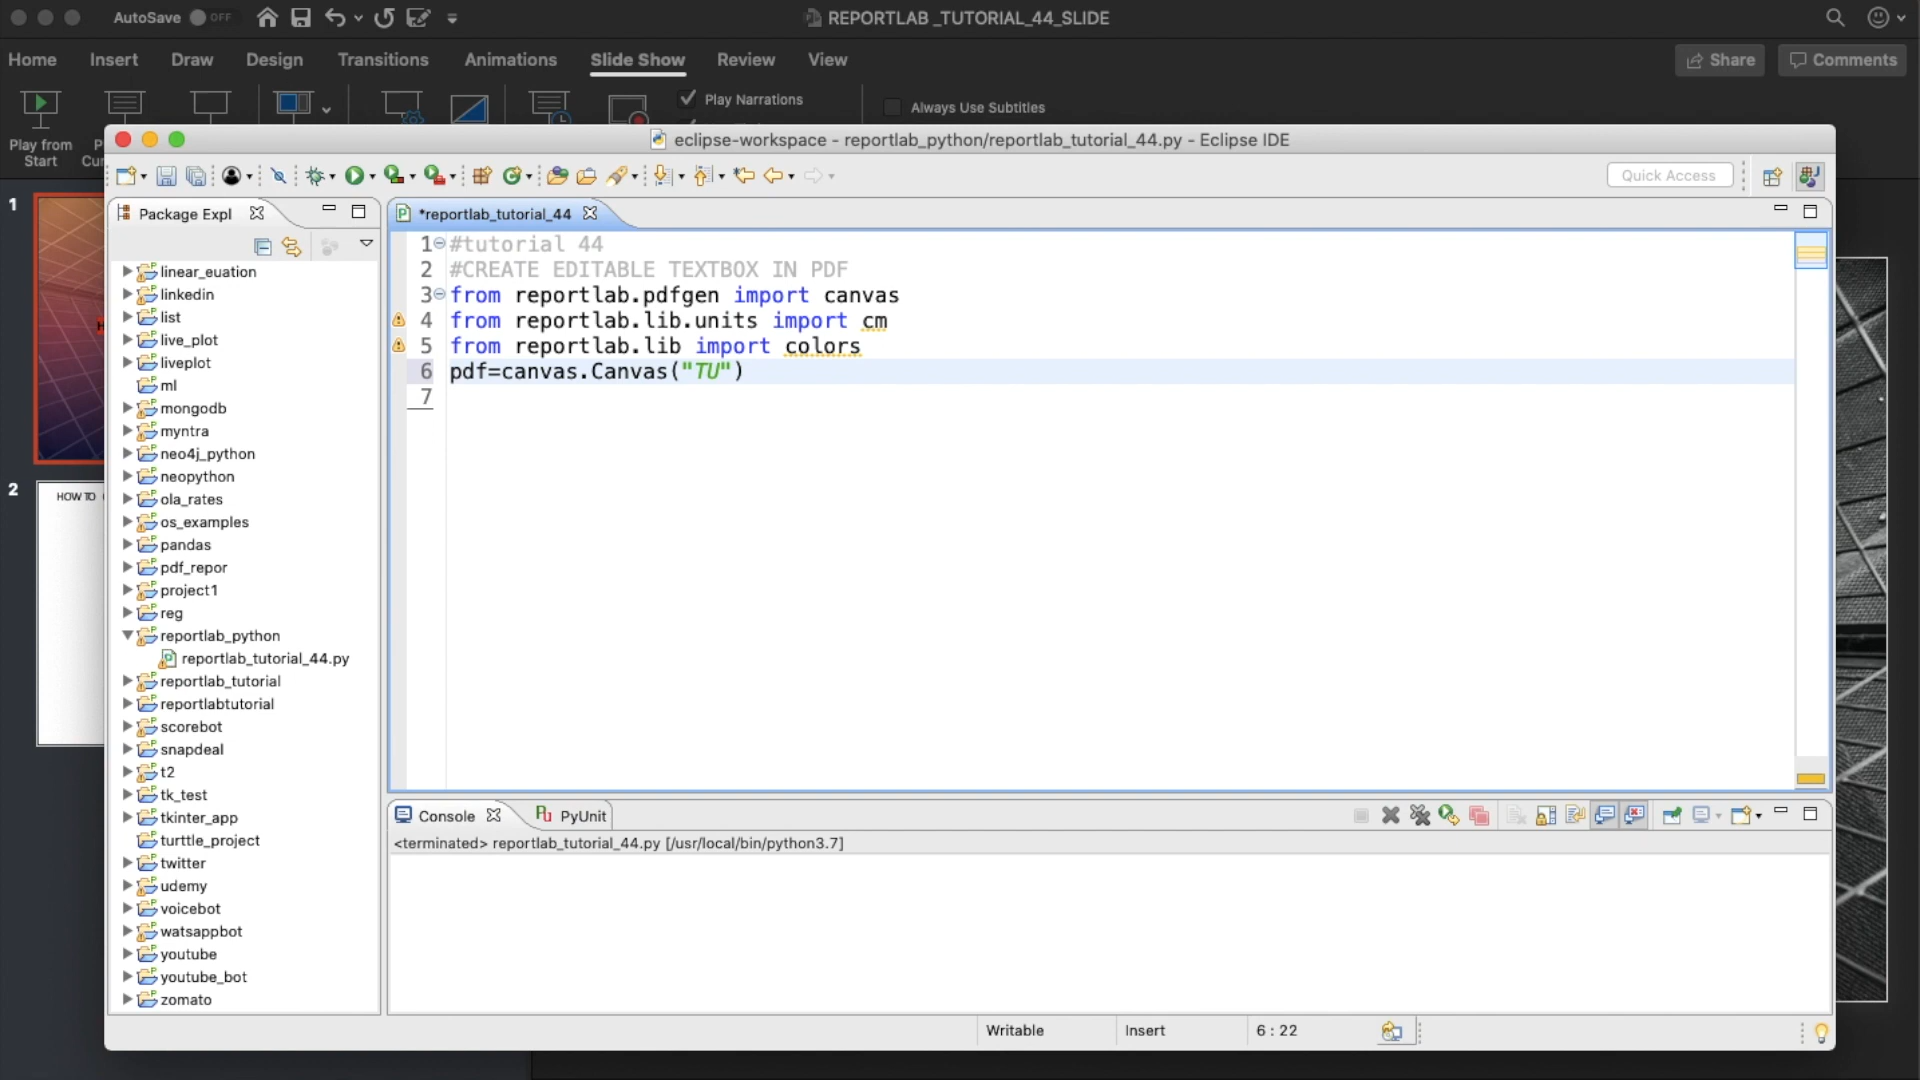 AutoSave OFF
REPORTLAB _TUTORIAL_44_SLIDE
Home Insert Draw Design Transitions Animations Slide Show Review View
Share Comments
Play Narrations
Always Use Subtitles
Play from
Start
eclipse-workspace - reportlab_python/reportlab_tutorial_44.py - Eclipse IDE
Quick Access
1
2
HOW TO
Package Expl
linear_euation
linkedin
list
live_plot
liveplot
ml
mongodb
myntra
neo4j_python
neopython
ola_rates
os_examples
pandas
pdf_repor
project1
reg
reportlab_python
reportlab_tutorial_44.py
reportlab_tutorial
reportlabtutorial
scorebot
snapdeal
t2
tk_test
tkinter_app
turttle_project
twitter
udemy
voicebot
watsappbot
youtube
youtube_bot
zomato
*reportlab_tutorial_44
1 #tutorial 44
2 #CREATE EDITABLE TEXTBOX IN PDF
3 from reportlab.pdfgen import canvas
4 from reportlab.lib.units import cm
5 from reportlab.lib import colors
6 pdf=canvas.Canvas("TU")
7
Console PyUnit
<terminated> reportlab_tutorial_44.py [/usr/local/bin/python3.7]
Writable Insert 6 : 22